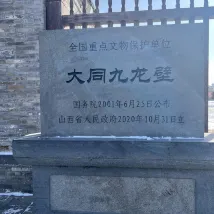 全国重点文物保护单位
大同九龙壁
国务院2001年6月25日公布
山西省人民政府2020年10月31日立